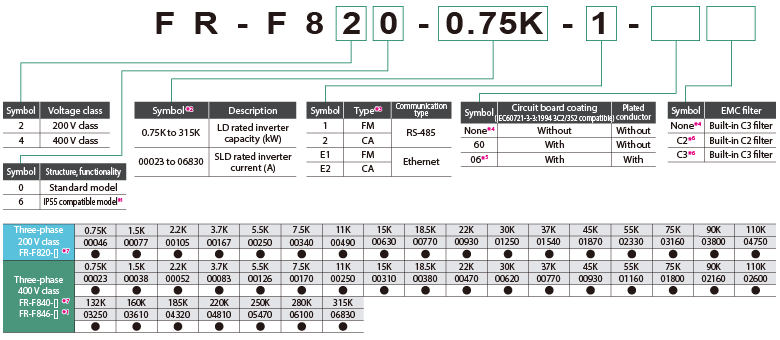 FR-F820-0.75K-1-
Symbol Voltage class
2 200 V class
4 400 V class
Symbol Structure, functionality
0 Standard model
6 IP55 compatible model*1
Symbol*2 Description
0.75K to 315K LD rated inverter capacity (kW)
00023 to 06830 SLD rated inverter current (A)
Symbol Type*3 Communication type
1 FM RS-485
2 CA
E1 FM Ethernet
E2 CA
Symbol Circuit board coating (IEC60721-3-3:1994 3C2/3S2 compatible) Plated conductor
None*4 Without Without
60 With Without
06*5 With With
Symbol EMC filter
None*4 Built-in C3 filter
C2*6 Built-in C2 filter
C3*6 Built-in C3 filter
Three-phase 200 V class FR-F820-[]
0.75K 1.5K 2.2K 3.7K 5.5K 7.5K 11K 15K 18.5K 22K 30K 37K 45K 55K 75K 90K 110K
00046 00077 00105 00167 00250 00340 00490 00630 00770 00930 01250 01540 01870 02330 03160 03800 04750
● ● ● ● ● ● ● ● ● ● ● ● ● ● ● ● ●
Three-phase 400 V class FR-F840-[] FR-F846-[]
0.75K 1.5K 2.2K 3.7K 5.5K 7.5K 11K 15K 18.5K 22K 30K 37K 45K 55K 75K 90K 110K
00023 00038 00052 00083 00126 00170 00250 00310 00380 00470 00620 00770 00930 01160 01800 02160 02600
● ● ● ● ● ● ● ● ● ● ● ● ● ● ● ● ●
132K 160K 185K 220K 250K 280K 315K
03250 03610 04320 04810 05470 06100 06830
● ● ● ● ● ● ●